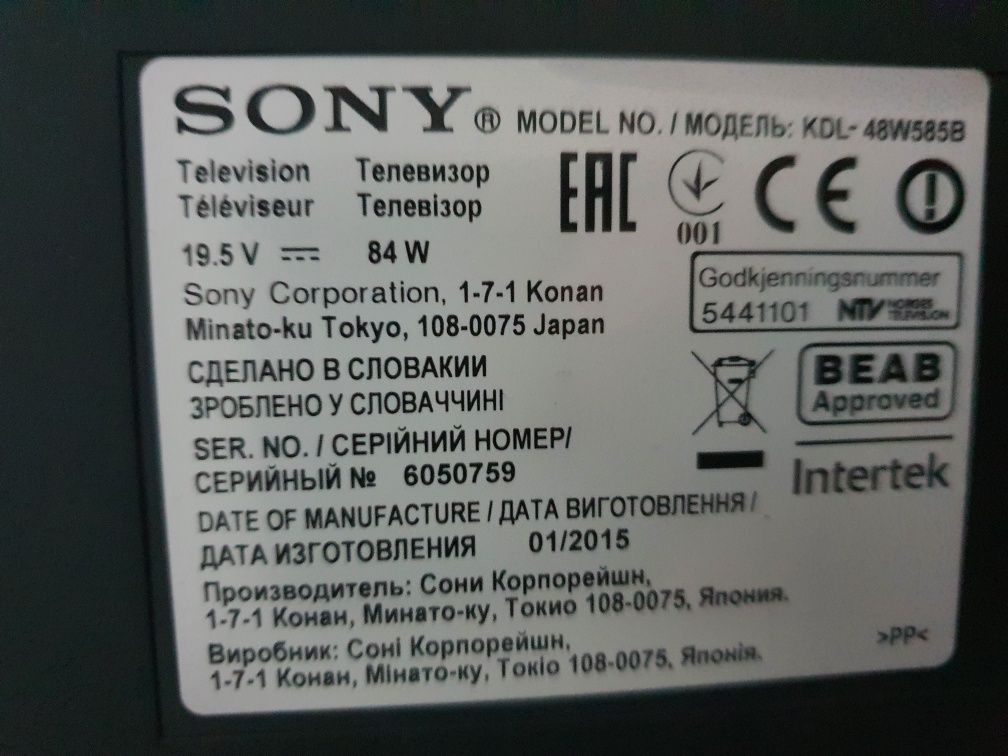 SONY® MODEL NO. / МОДЕЛЬ: KDL-48W585B
Television Телевизор
Téléviseur Телевізор
19.5 V 84 W
EAC
001
CE
Godkjenningsnummer
5441101 NTV NORGES TELEVISION
Sony Corporation, 1-7-1 Konan
Minato-ku Tokyo, 108-0075 Japan
BEAB
Approved
Intertek
СДЕЛАНО В СЛОВАКИИ
ЗРОБЛЕНО У СЛОВАЧЧИНІ
SER. NO. / СЕРІЙНИЙ НОМЕР/
СЕРИЙНЫЙ № 6050759
DATE OF MANUFACTURE / ДАТА ВИГОТОВЛЕННЯ /
ДАТА ИЗГОТОВЛЕНИЯ 01/2015
Производитель: Сони Корпорейшн,
1-7-1 Конан, Минато-ку, Токио 108-0075, Япония.
Виробник: Соні Корпорейшн,
1-7-1 Конан, Мінато-ку, Токіо 108-0075, Японія.
>PP<